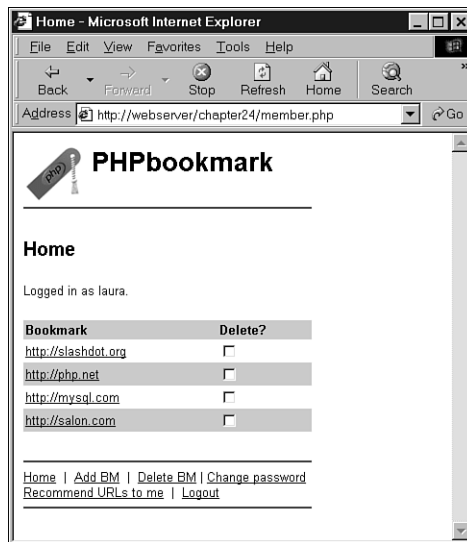 Home - Microsoft Internet Explorer
File Edit View Favorites Tools Help
Back Forward Stop Refresh Home Search »
Address http://webserver/chapter24/member.php Go
php PHPbookmark
Home
Logged in as laura.
Bookmark Delete?
http://slashdot.org
http://php.net
http://mysql.com
http://salon.com
Home | Add BM | Delete BM | Change password
Recommend URLs to me | Logout